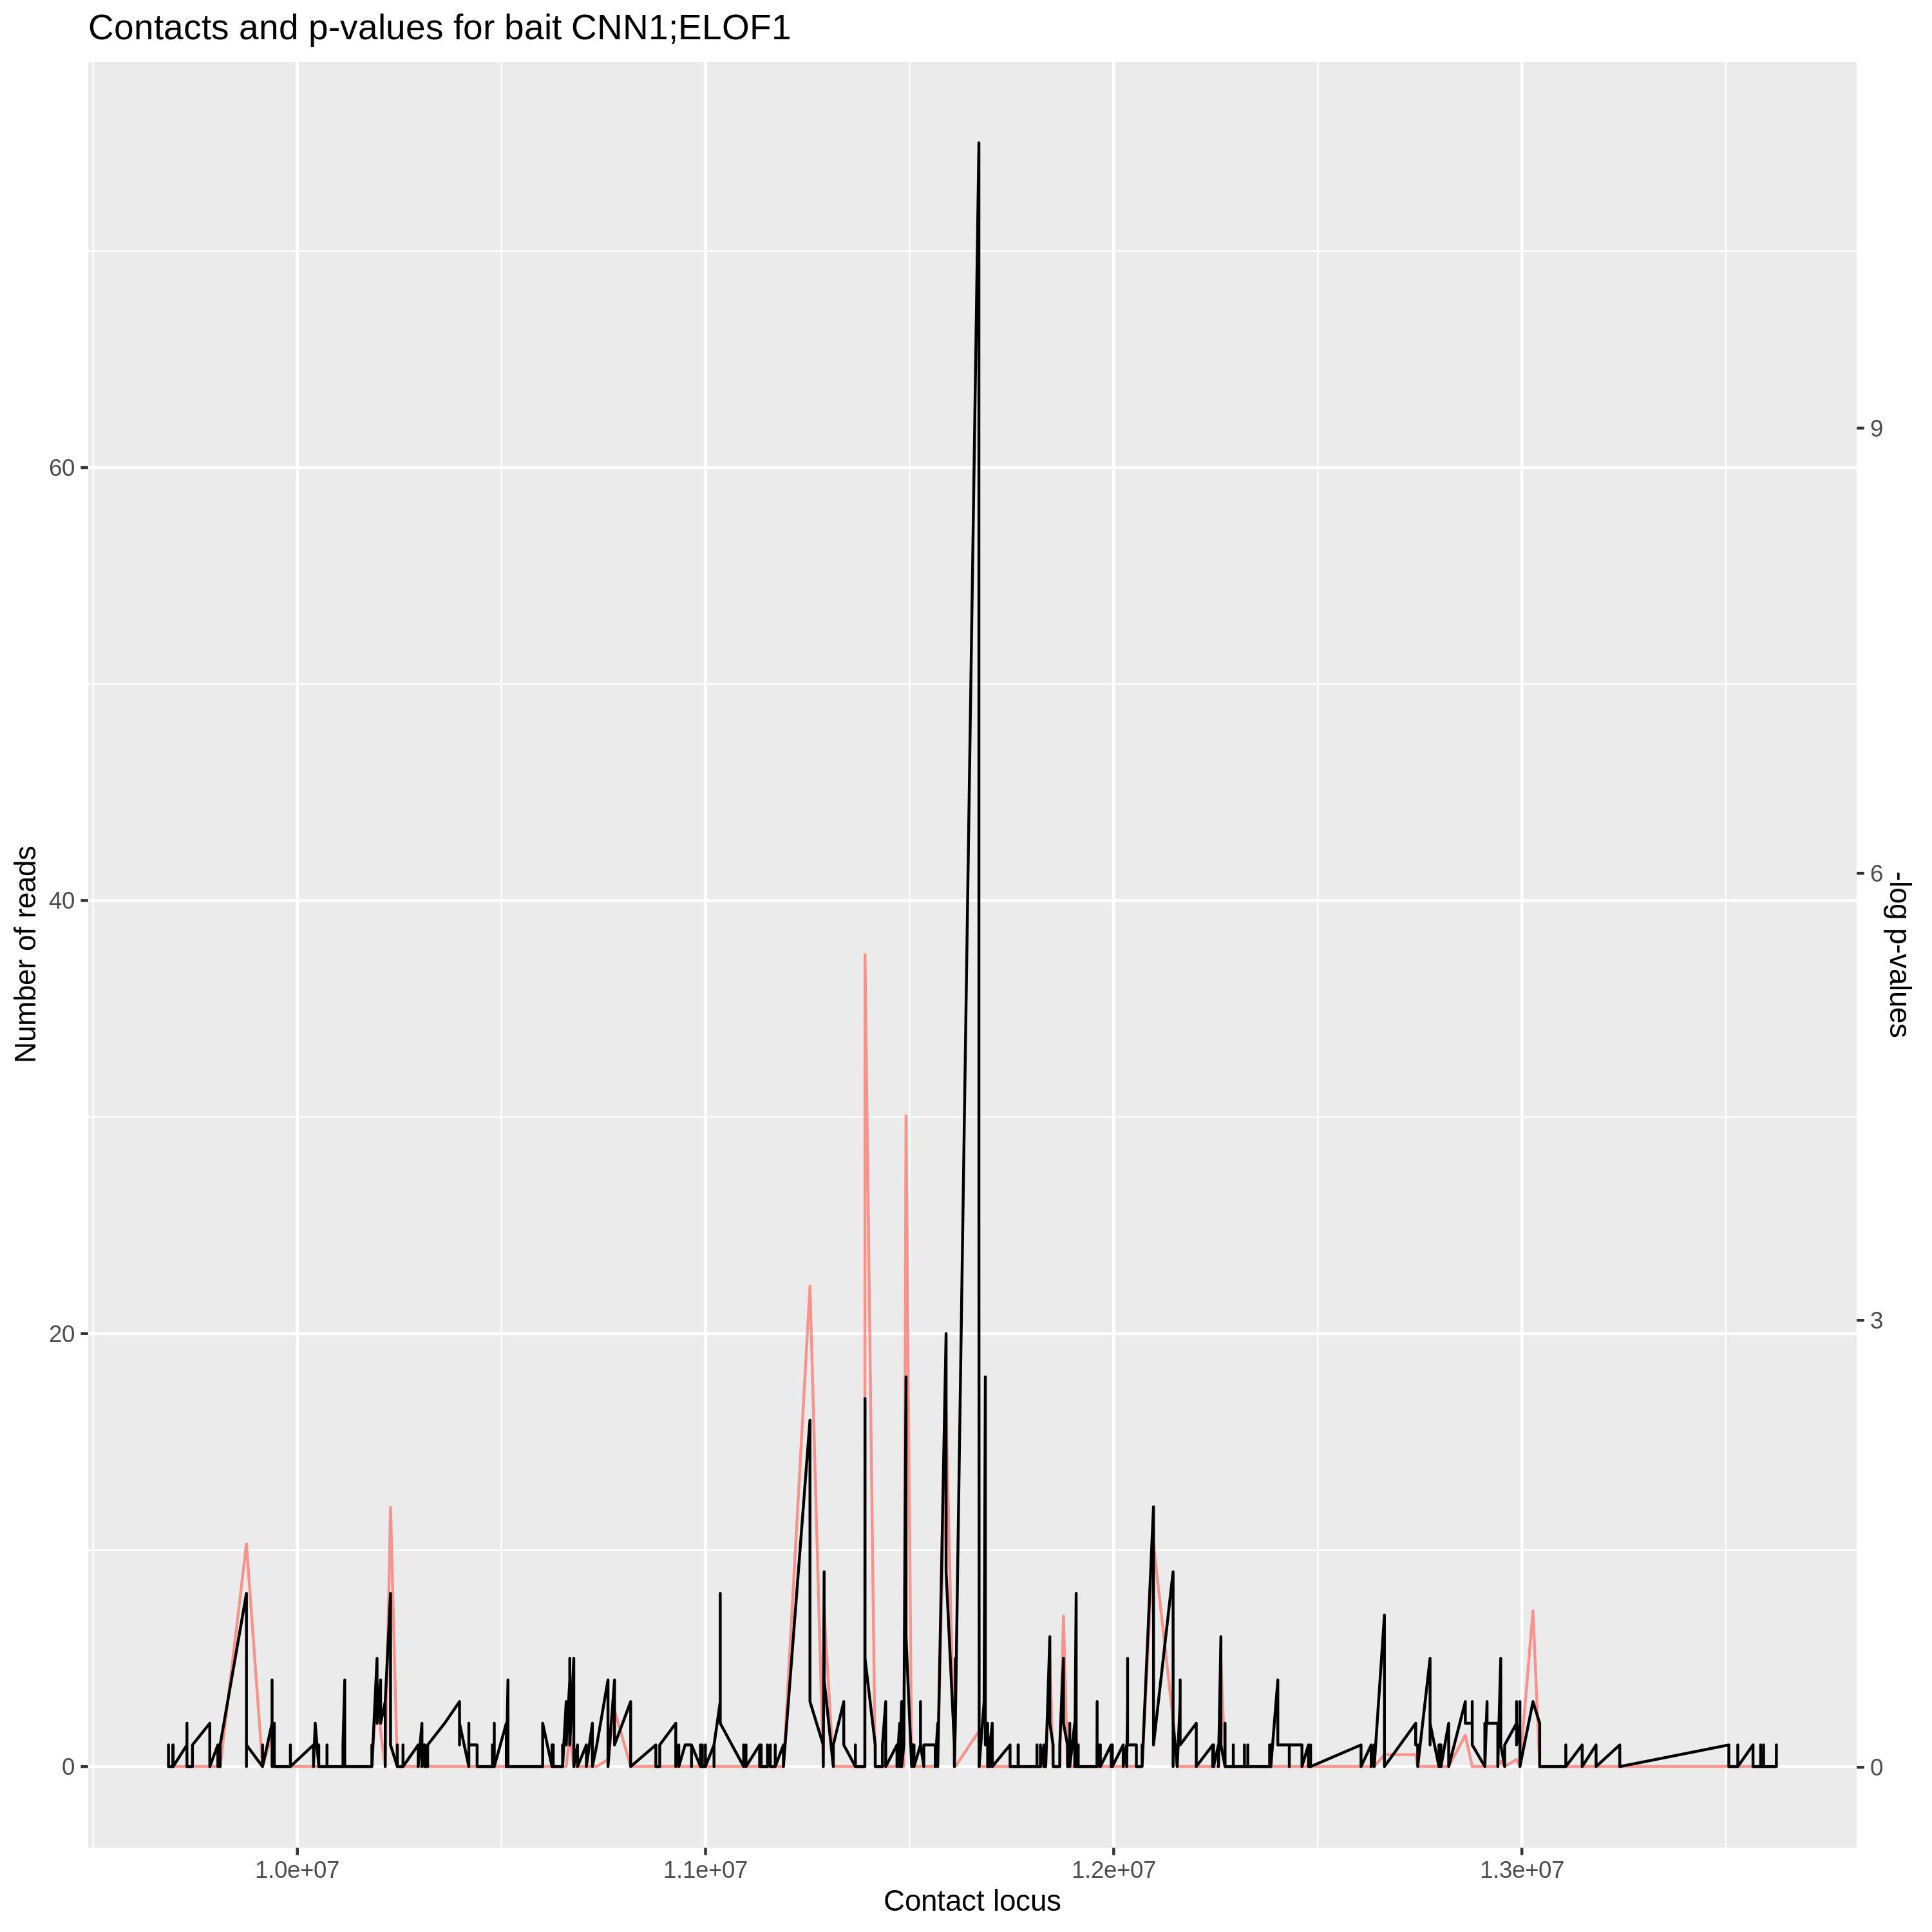 Contacts and p-values for bait CNN1;ELOF1
Number of reads
60
40
20
0
9
6
3
0
-log p-values
1.0e+07 1.1e+07 1.2e+07 1.3e+07
Contact locus